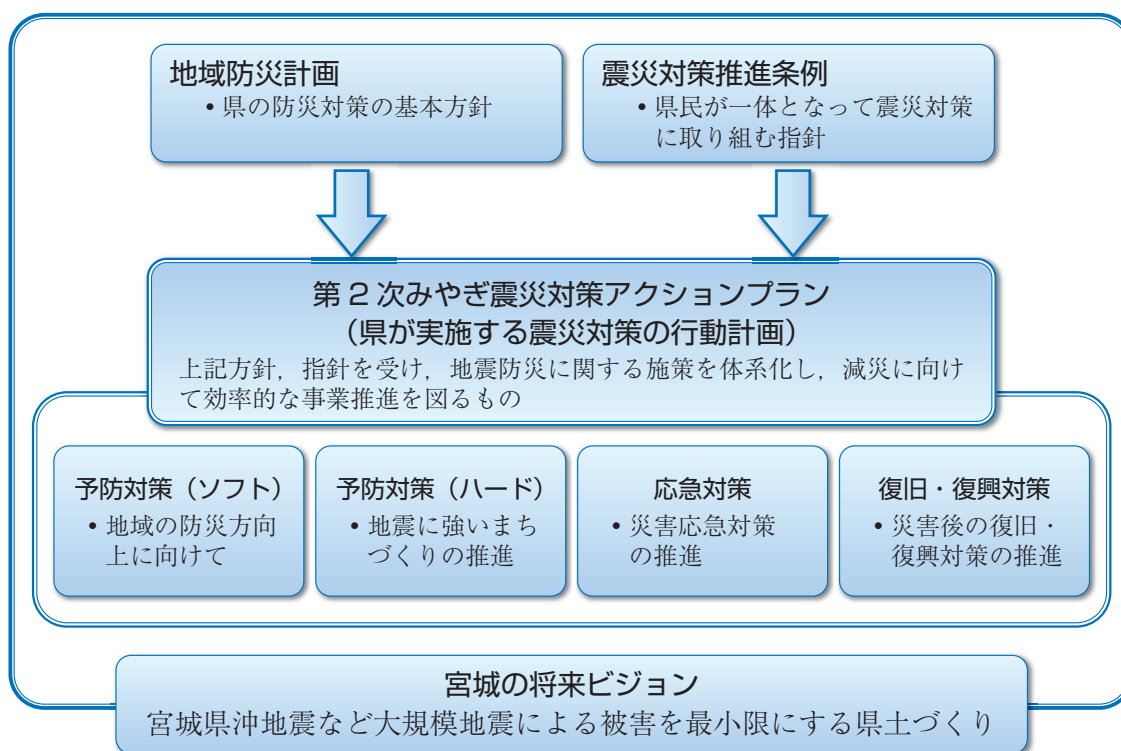 地域防災計画
• 県の防災対策の基本方針
震災対策推進条例
• 県民が一体となって震災対策
に取り組む指針
第2次みやぎ震災対策アクションプラン
（県が実施する震災対策の行動計画）
上記方針，指針を受け，地震防災に関する施策を体系化し，減災に向け
て効率的な事業推進を図るもの
予防対策（ソフト）
• 地域の防災方向
上に向けて
予防対策（ハード）
• 地震に強いまち
づくりの推進
応急対策
• 災害応急対策
の推進
復旧・復興対策
• 災害後の復旧・
復興対策の推進
宮城の将来ビジョン
宮城県沖地震など大規模地震による被害を最小限にする県土づくり